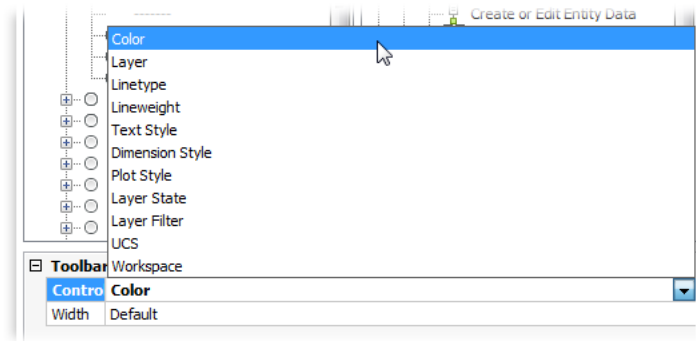 Create or Edit Entity Data
Color
Layer
Linetype
Lineweight
Text Style
Dimension Style
Plot Style
Layer State
Layer Filter
UCS
Workspace
Toolbar
Contro Color
Width Default